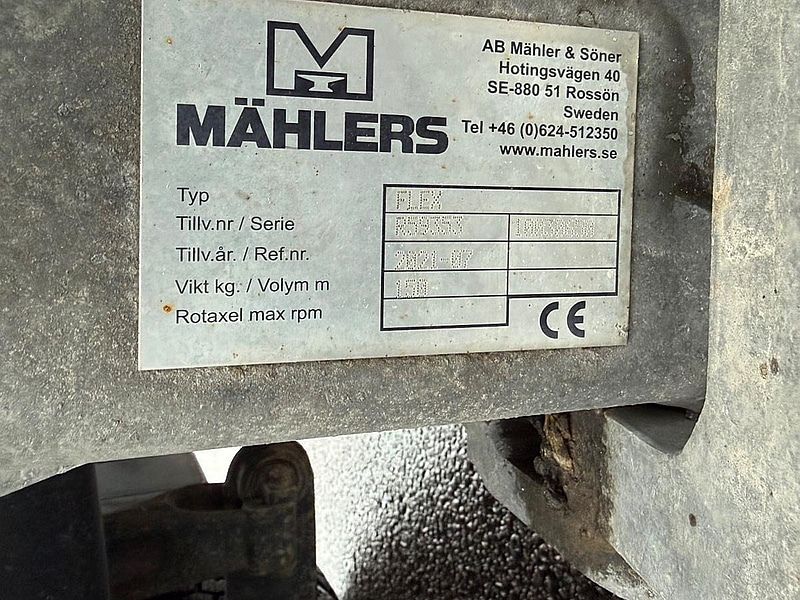 MÄHLERS
AB Mähler & Söner
Hotingsvägen 40
SE-880 51 Rossön
Sweden
Tel +46 (0)624-512350
www.mahlers.se
Typ FLEX
Tillv.nr / Serie R59353
Tillv.år. / Ref.nr. 2021-07
Vikt kg. / Volym m 150
Rotaxel max rpm
CE